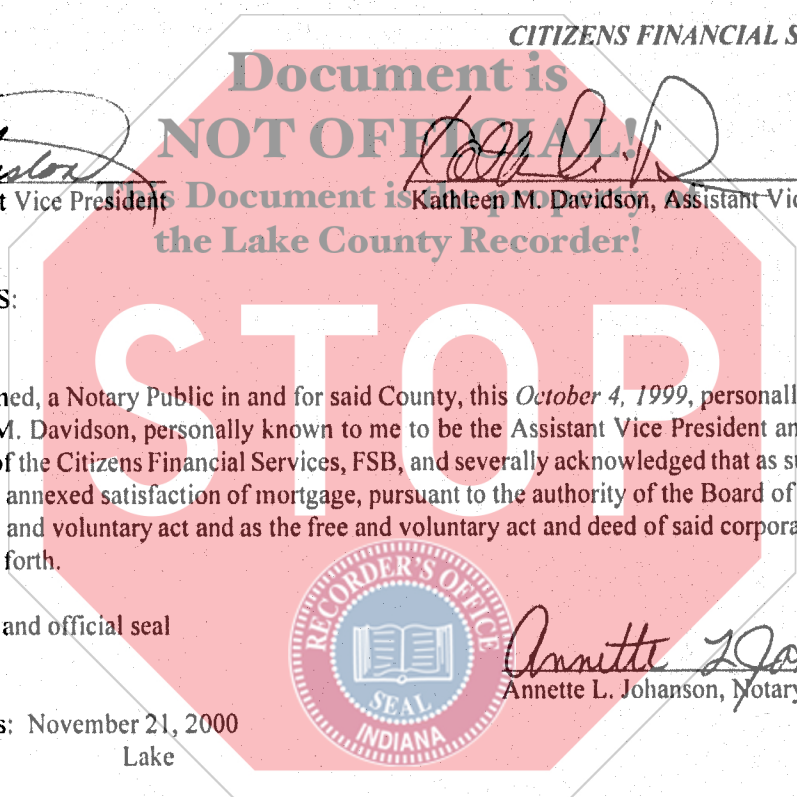 CITIZENS FINANCIAL S
Document is
NOT OFFICIAL!
This Document is the property of
the Lake County Recorder!
t Vice President
Kathleen M. Davidson, Assistant Vic
S:
STOP
ned, a Notary Public in and for said County, this October 4, 1999, personall
M. Davidson, personally known to me to be the Assistant Vice President an
of the Citizens Financial Services, FSB, and severally acknowledged that as su
annexed satisfaction of mortgage, pursuant to the authority of the Board of
and voluntary act and as the free and voluntary act and deed of said corpora
forth.
RECORDER'S OFFICE
SEAL
INDIANA
and official seal
Annette L Jo
Annette L. Johanson, Notary
s: November 21, 2000
Lake